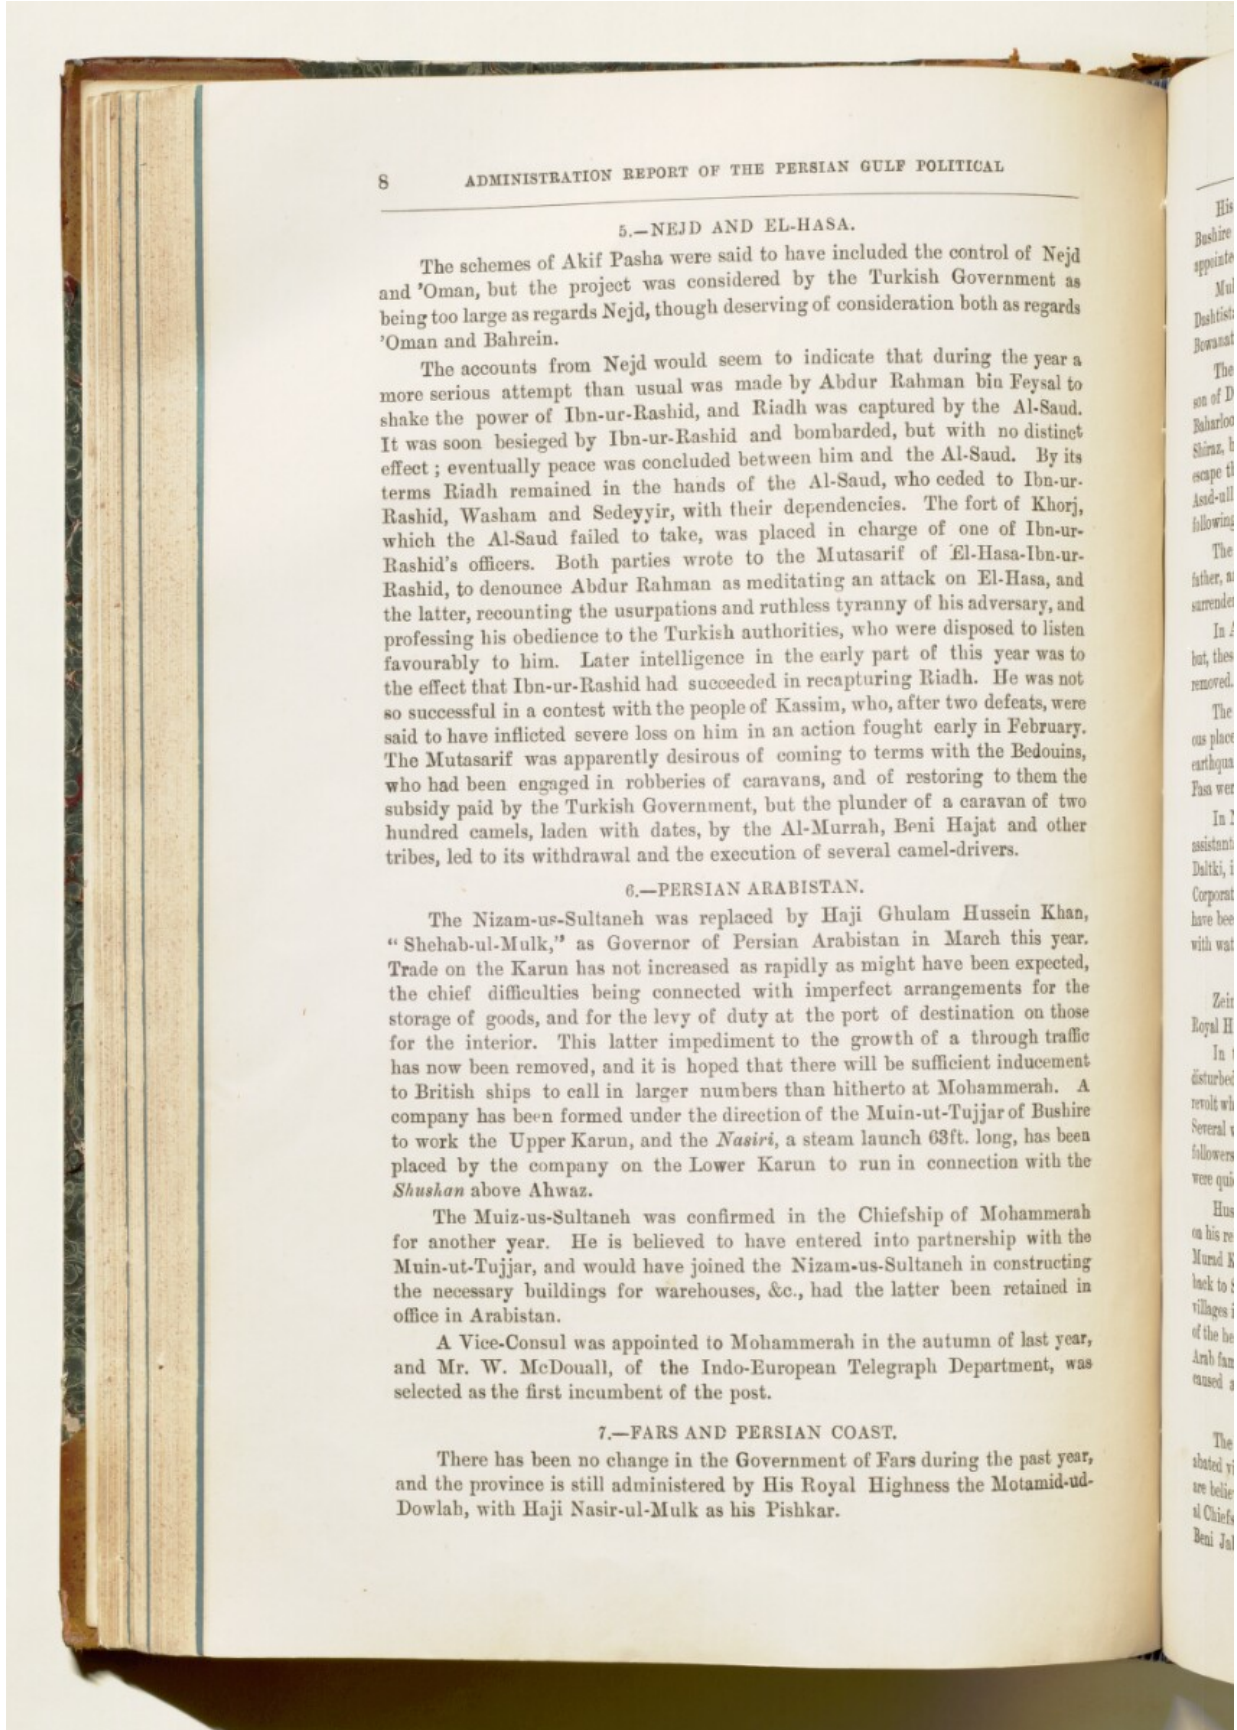 8 ADMINISTRATION REPORT OF THE PERSIAN GULF POLITICAL
5.—NEJD AND EL-HASA.
The schemes of Akif Pasha were said to have included the control of Nejd
and 'Oman, but the project was considered by the Turkish Government as
being too large as regards Nejd, though deserving of consideration both as regards
'Oman and Bahrein.
The accounts from Nejd would seem to indicate that during the year a
more serious attempt than usual was made by Abdur Rahman bin Feysal to
shake the power of Ibn-ur-Rashid, and Riadh was captured by the Al-Saud.
It was soon besieged by Ibn-ur-Rashid and bombarded, but with no distinct
effect; eventually peace was concluded between him and the Al-Saud. By its
terms Riadh remained in the hands of the Al-Saud, who ceded to Ibn-ur-
Rashid, Washam and Sedeyyir, with their dependencies. The fort of Khorj,
which the Al-Saud failed to take, was placed in charge of one of Ibn-ur-
Rashid's officers. Both parties wrote to the Mutasarif of El-Hasa-Ibn-ur-
Rashid, to denounce Abdur Rahman as meditating an attack on El-Hasa, and
the latter, recounting the usurpations and ruthless tyranny of his adversary, and
professing his obedience to the Turkish authorities, who were disposed to listen
favourably to him. Later intelligence in the early part of this year was to
the effect that Ibn-ur-Rashid had succeeded in recapturing Riadh. He was not
so successful in a contest with the people of Kassim, who, after two defeats, were
said to have inflicted severe loss on him in an action fought early in February.
The Mutasarif was apparently desirous of coming to terms with the Bedouins,
who had been engaged in robberies of caravans, and of restoring to them the
subsidy paid by the Turkish Government, but the plunder of a caravan of two
hundred camels, laden with dates, by the Al-Murrah, Beni Hajat and other
tribes, led to its withdrawal and the execution of several camel-drivers.
6.—PERSIAN ARABISTAN.
The Nizam-us-Sultaneh was replaced by Haji Ghulam Hussein Khan,
"Shehab-ul-Mulk," as Governor of Persian Arabistan in March this year.
Trade on the Karun has not increased as rapidly as might have been expected,
the chief difficulties being connected with imperfect arrangements for the
storage of goods, and for the levy of duty at the port of destination on those
for the interior. This latter impediment to the growth of a through traffic
has now been removed, and it is hoped that there will be sufficient inducement
to British ships to call in larger numbers than hitherto at Mohammerah. A
company has been formed under the direction of the Muin-ut-Tujjar of Bushire
to work the Upper Karun, and the Nasiri, a steam launch 63ft. long, has been
placed by the company on the Lower Karun to run in connection with the
Shushan above Ahwaz.
The Muiz-us-Sultaneh was confirmed in the Chiefship of Mohammerah
for another year. He is believed to have entered into partnership with the
Muin-ut-Tujjar, and would have joined the Nizam-us-Sultaneh in constructing
the necessary buildings for warehouses, &c., had the latter been retained in
office in Arabistan.
A Vice-Consul was appointed to Mohammerah in the autumn of last year,
and Mr. W. McDouall, of the Indo-European Telegraph Department, was
selected as the first incumbent of the post.
7.—FARS AND PERSIAN COAST.
There has been no change in the Government of Fars during the past year,
and the province is still administered by His Royal Highness the Motamid-ud-
Dowlah, with Haji Nasir-ul-Mulk as his Pishkar.